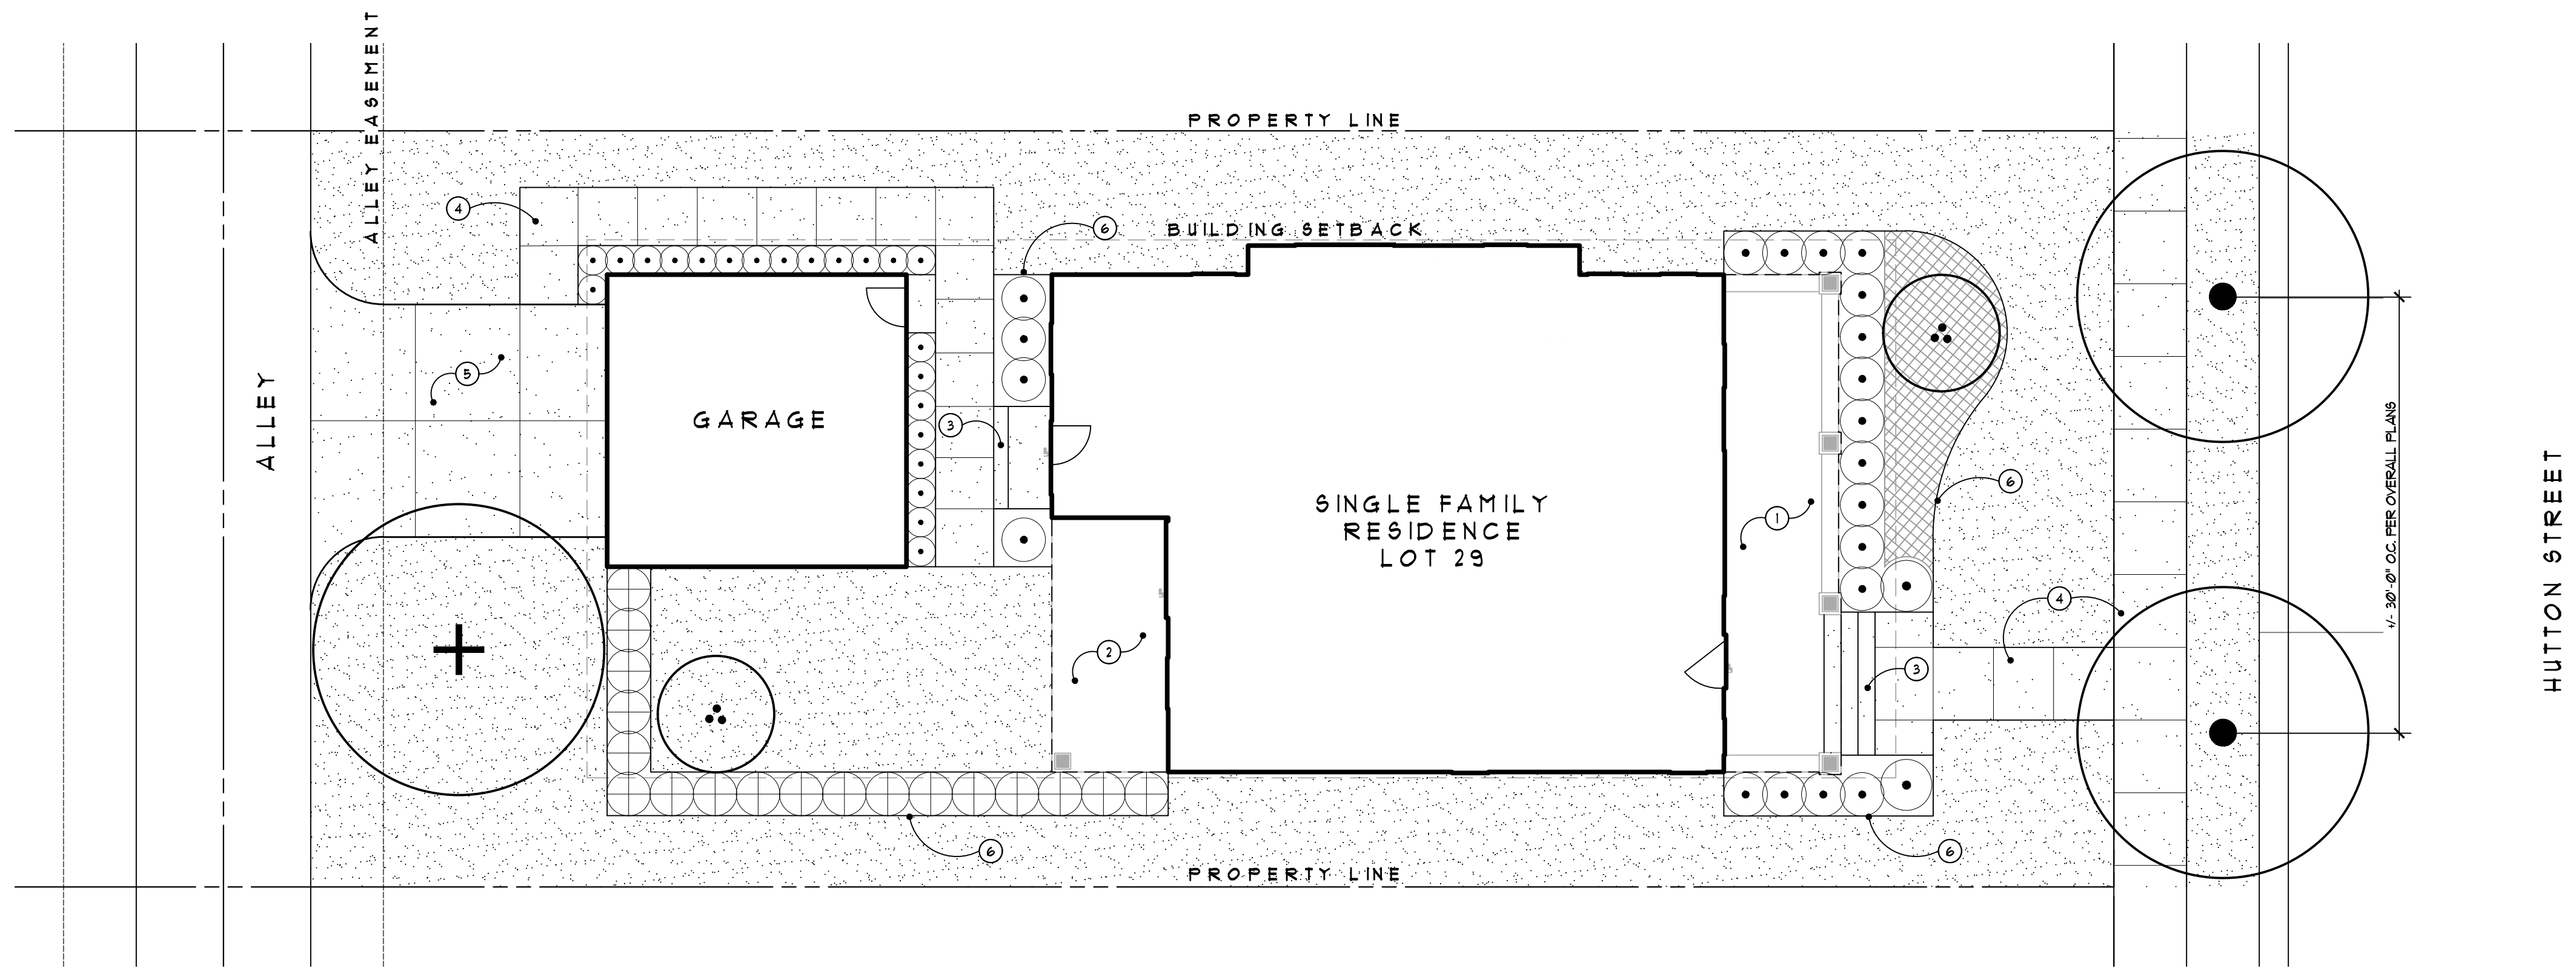 PROPERTY LINE
ALLEY EASEMENT
4
6
BUILDING SETBACK
5
ALLEY
GARAGE
3
SINGLE FAMILY
RESIDENCE
LOT 29
1
2
6
4
3
+/- 30'-0" O.C. PER OVERALL PLANS
HUTTON STREET
6
6
PROPERTY LINE